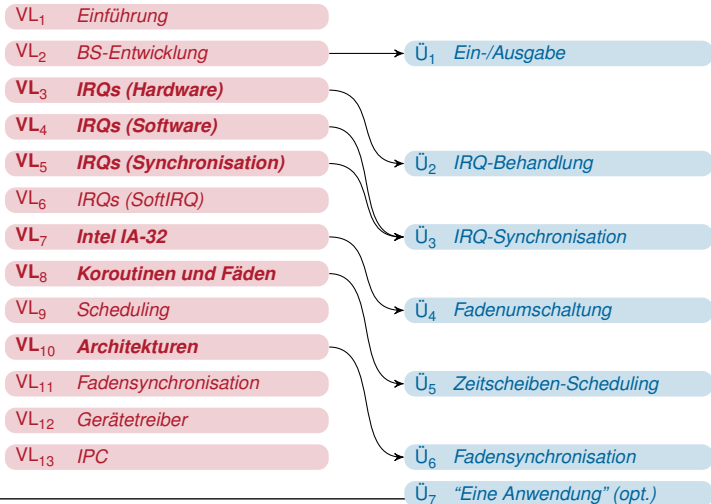 VL1 Einführung
VL2 BS-Entwicklung
Ü1 Ein-/Ausgabe
VL3 IRQs (Hardware)
VL4 IRQs (Software)
VL5 IRQs (Synchronisation)
Ü2 IRQ-Behandlung
VL6 IRQs (SoftIRQ)
VL7 Intel IA-32
Ü3 IRQ-Synchronisation
VL8 Koroutinen und Fäden
VL9 Scheduling
Ü4 Fadenumschaltung
VL10 Architekturen
VL11 Fadensynchronisation
Ü5 Zeitscheiben-Scheduling
VL12 Gerätetreiber
VL13 IPC
Ü6 Fadensynchronisation
Ü7 “Eine Anwendung” (opt.)